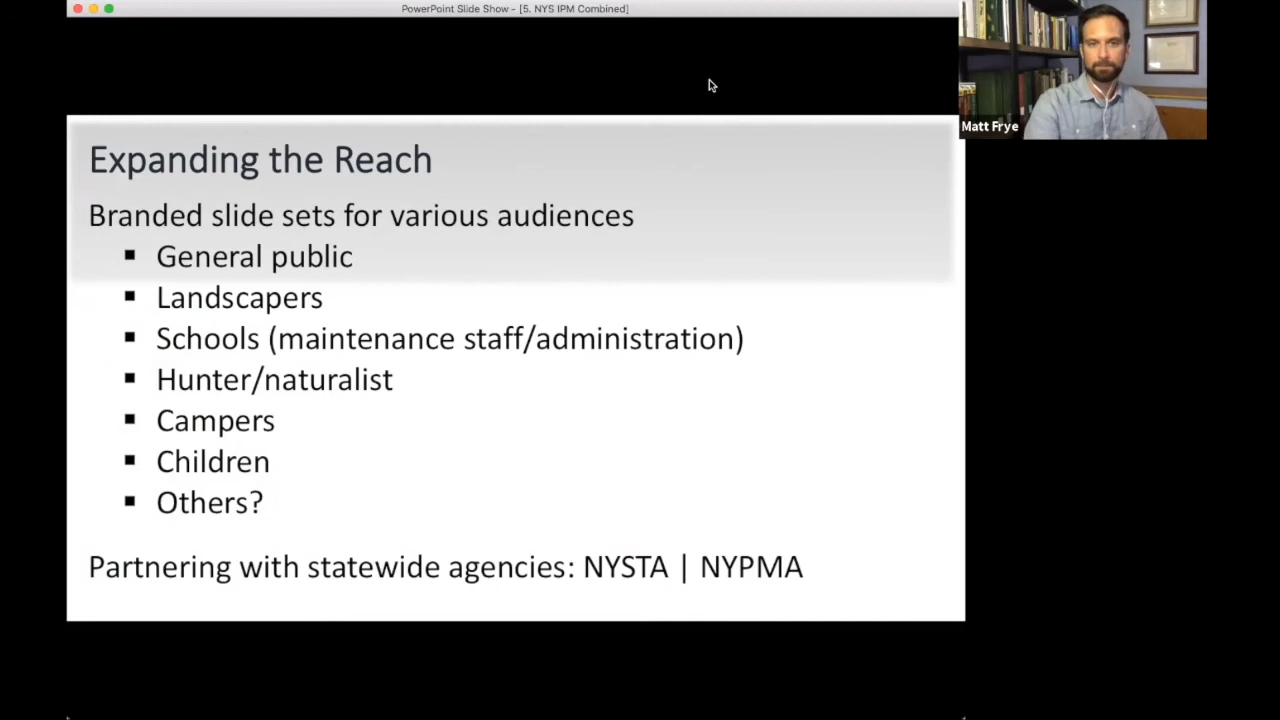 PowerPoint Slide Show - [5. NYS IPM Combined]
Matt Frye
Expanding the Reach
Branded slide sets for various audiences
▪ General public
▪ Landscapers
▪ Schools (maintenance staff/administration)
▪ Hunter/naturalist
▪ Campers
▪ Children
▪ Others?
Partnering with statewide agencies: NYSTA | NYPMA